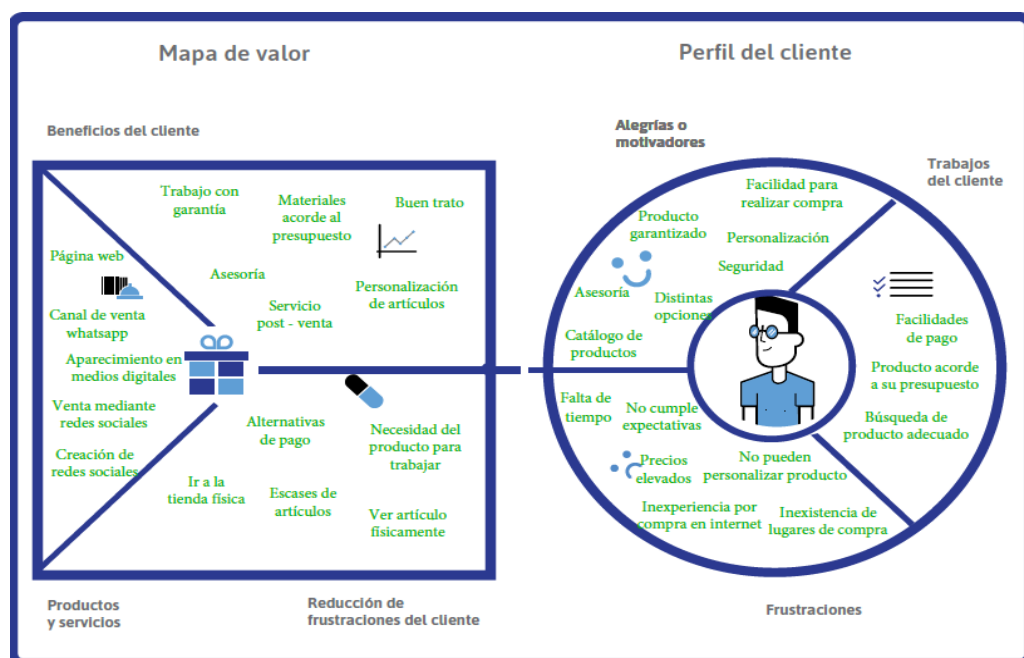 Mapa de valor
Perfil del cliente
Beneficios del cliente
Trabajo con
garantía
Materiales
acorde al
presupuesto
Buen trato
Página web
Asesoría
Servicio
post - venta
Personalización
de artículos
Canal de venta
whatsapp
Aparecimiento en
medios digitales
Venta mediante
redes sociales
Creación de
redes sociales
Alternativas
de pago
Necesidad del
producto para
trabajar
Ir a la
tienda física
Escases de
artículos
Ver artículo
físicamente
Productos
y servicios
Reducción de
frustraciones del cliente
Alegrías o
motivadores
Trabajos
del cliente
Facilidad para
realizar compra
Producto
garantizado
Personalización
Seguridad
Asesoría
Distintas
opciones
Catálogo de
productos
Facilidades
de pago
Producto acorde
a su presupuesto
Búsqueda de
producto adecuado
Falta de
tiempo
No cumple
expectativas
Precios
elevados
No pueden
personalizar producto
Inexperiencia por
compra en internet
Inexistencia de
lugares de compra
Frustraciones